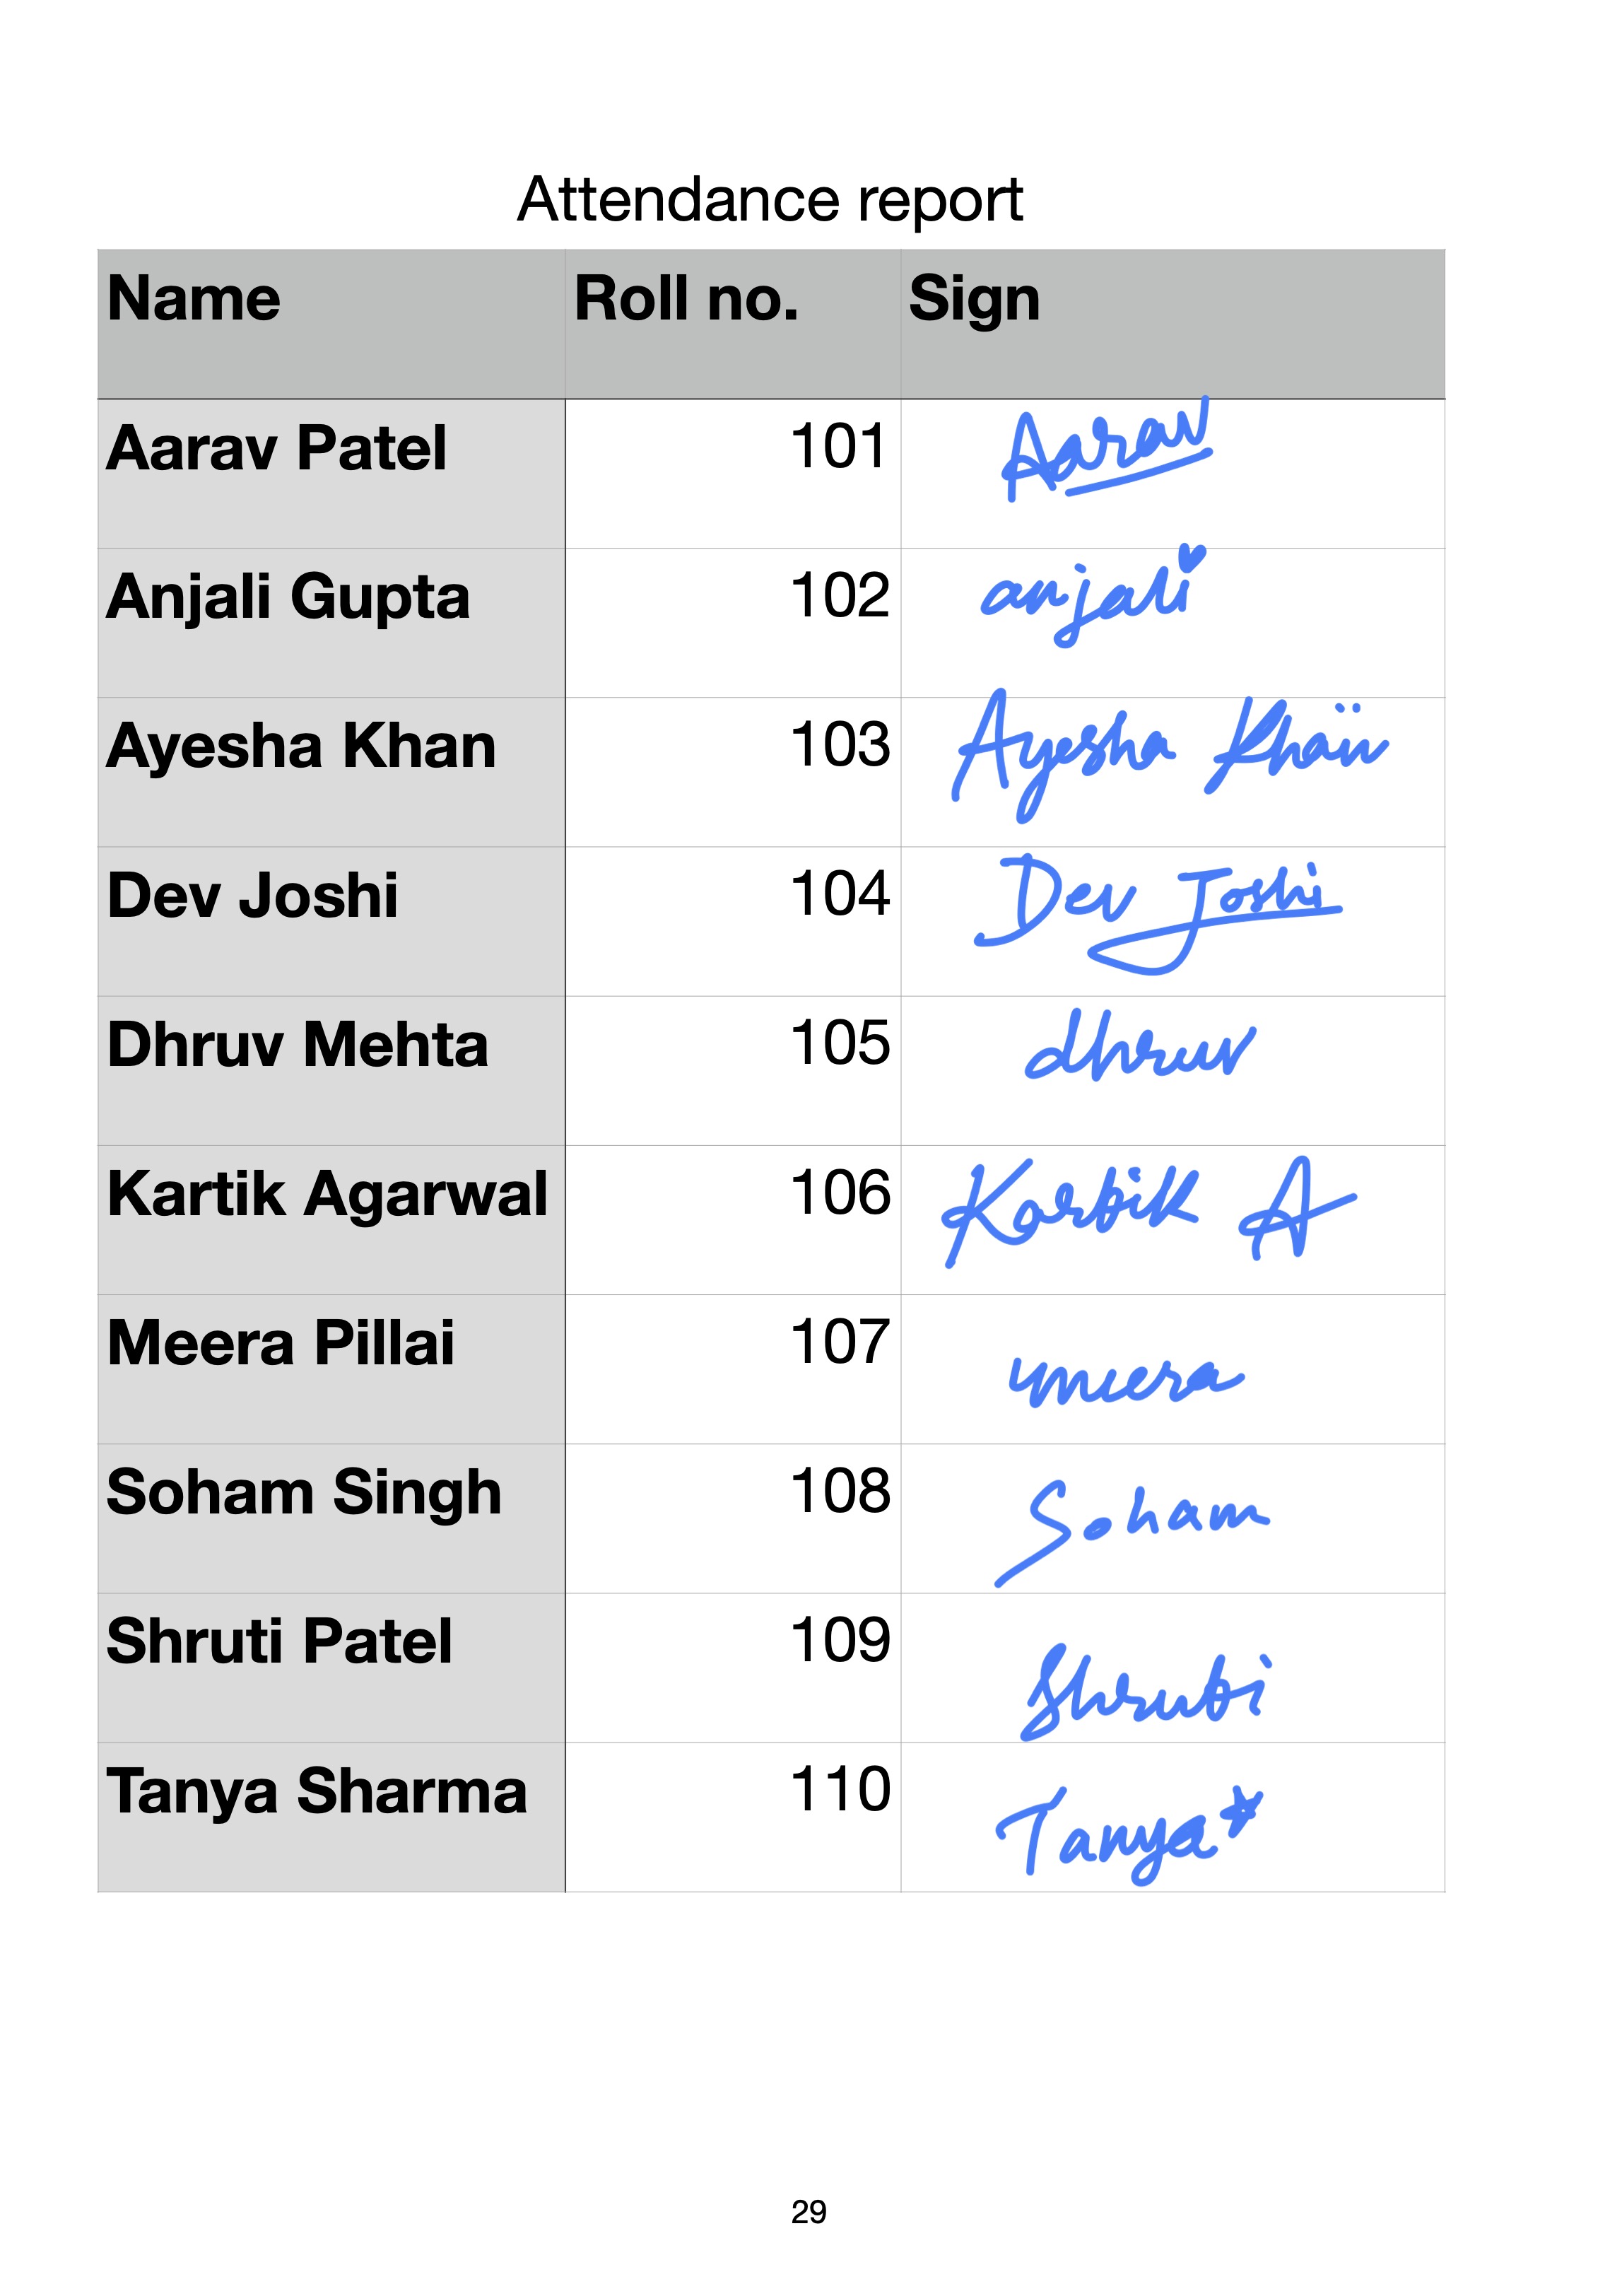 Attendance report
Name Roll no. Sign
Aarav Patel 101 Aarav
Anjali Gupta 102 anjali
Ayesha Khan 103 Ayesha Khan
Dev Joshi 104 Dev Joshi
Dhruv Mehta 105 dhruv
Kartik Agarwal 106 Kartik A
Meera Pillai 107 meera
Soham Singh 108 Soham
Shruti Patel 109 Shruti
Tanya Sharma 110 Tanya
29